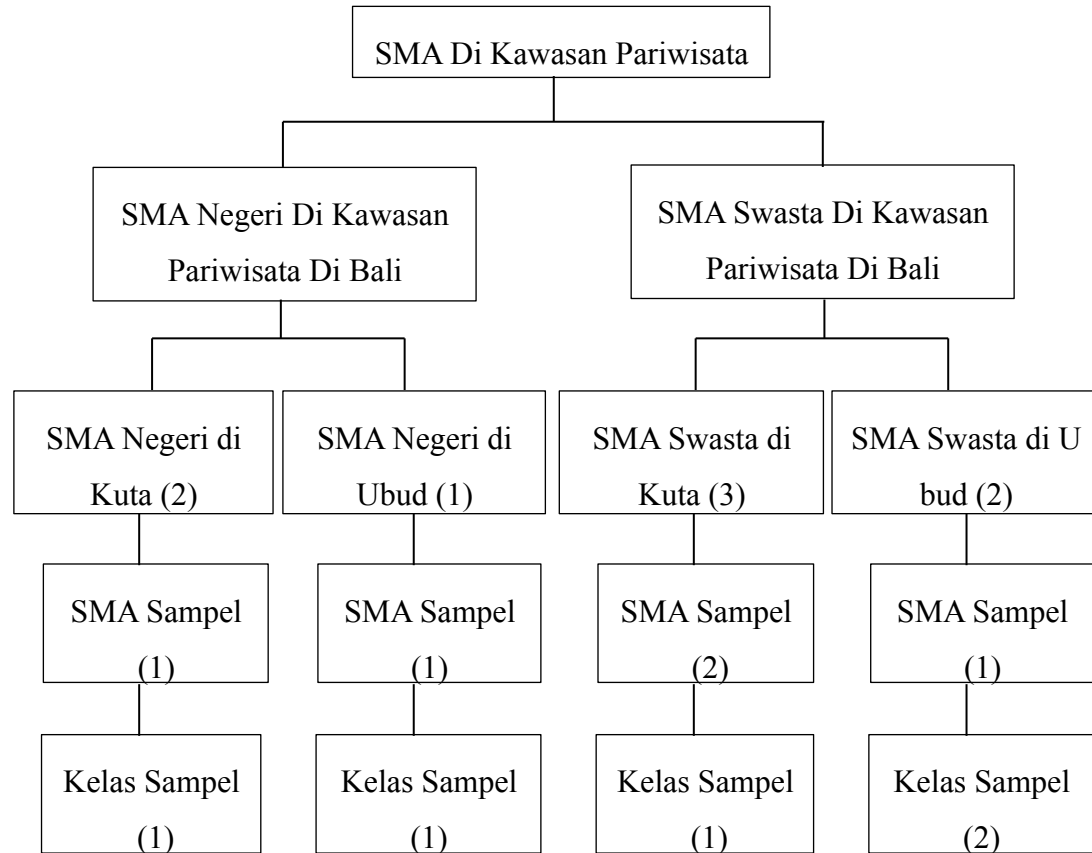 SMA Di Kawasan Pariwisata
SMA Negeri Di Kawasan
Pariwisata Di Bali
SMA Swasta Di Kawasan
Pariwisata Di Bali
SMA Negeri di
Kuta (2)
SMA Negeri di
Ubud (1)
SMA Swasta di
Kuta (3)
SMA Swasta di U
bud (2)
SMA Sampel
(1)
SMA Sampel
(1)
SMA Sampel
(2)
SMA Sampel
(1)
Kelas Sampel
(1)
Kelas Sampel
(1)
Kelas Sampel
(1)
Kelas Sampel
(2)